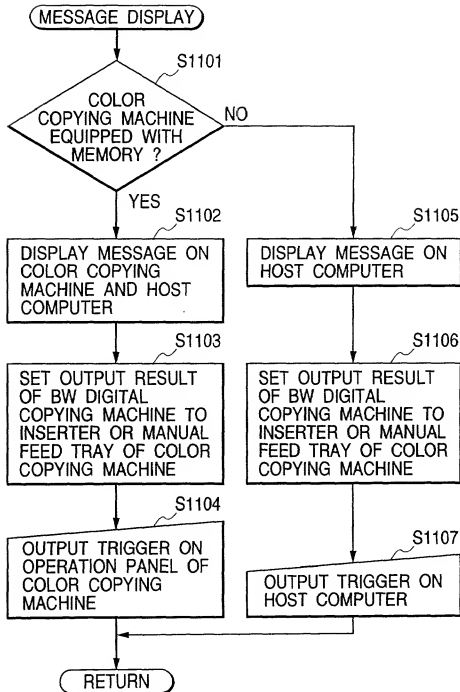 MESSAGE DISPLAY
S1101
COLOR
COPYING MACHINE
EQUIPPED WITH
MEMORY ?
NO
YES
S1102
DISPLAY MESSAGE ON
COLOR COPYING
MACHINE AND HOST
COMPUTER
S1103
SET OUTPUT RESULT
OF BW DIGITAL
COPYING MACHINE TO
INSERTER OR MANUAL
FEED TRAY OF COLOR
COPYING MACHINE
S1104
OUTPUT TRIGGER ON
OPERATION PANEL OF
COLOR COPYING
MACHINE
S1105
DISPLAY MESSAGE ON
HOST COMPUTER
S1106
SET OUTPUT RESULT
OF BW DIGITAL
COPYING MACHINE TO
INSERTER OR MANUAL
FEED TRAY OF COLOR
COPYING MACHINE
S1107
OUTPUT TRIGGER ON
HOST COMPUTER
RETURN